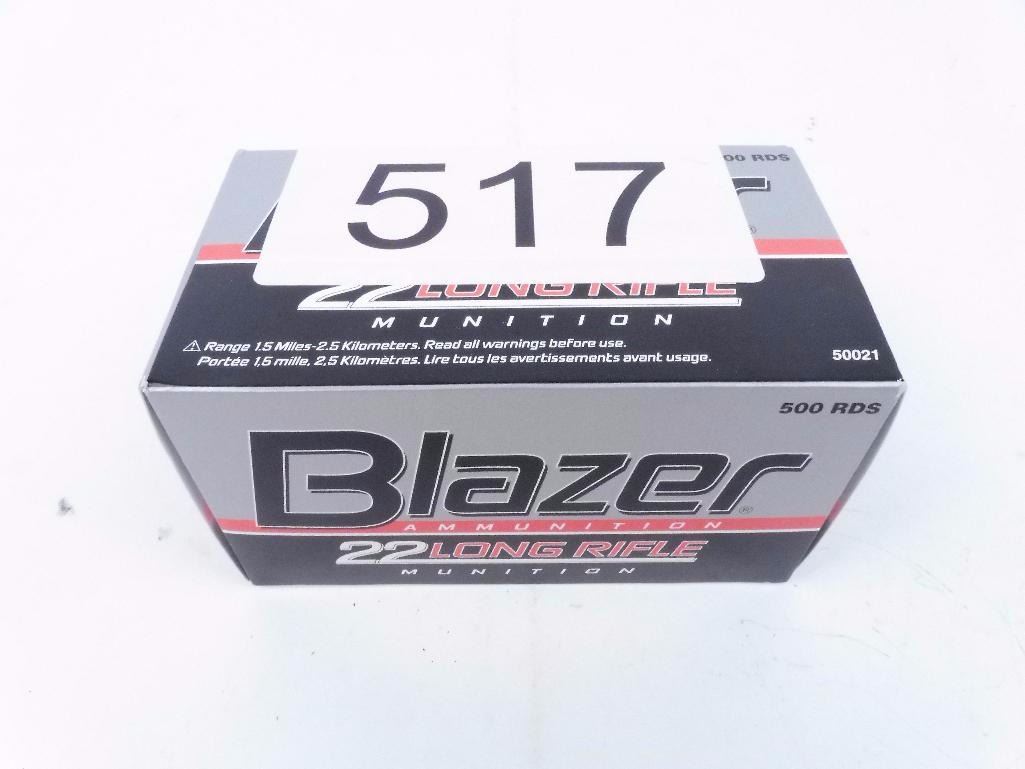 517
00 RDS
®
22 LONG RIFLE
MUNITION
⚠ Range 1.5 Miles-2.5 Kilometers. Read all warnings before use.
Portée 1,5 mille, 2,5 Kilomètres. Lire tous les avertissements avant usage.
50021
500 RDS
Blazer®
AMMUNITION
22 LONG RIFLE
MUNITION